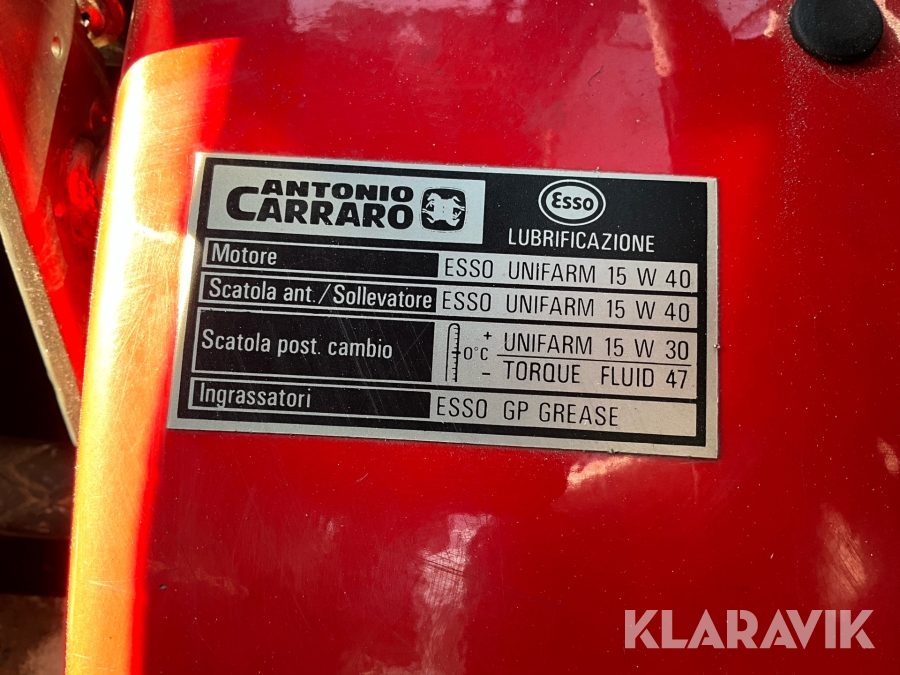 ANTONIO
CARRARO
Esso
LUBRIFICAZIONE
Motore ESSO UNIFARM 15 W 40
Scatola ant./Sollevatore ESSO UNIFARM 15 W 40
Scatola post. cambio 0°C + UNIFARM 15 W 30
- TORQUE FLUID 47
Ingrassatori ESSO GP GREASE
KLARAVIK